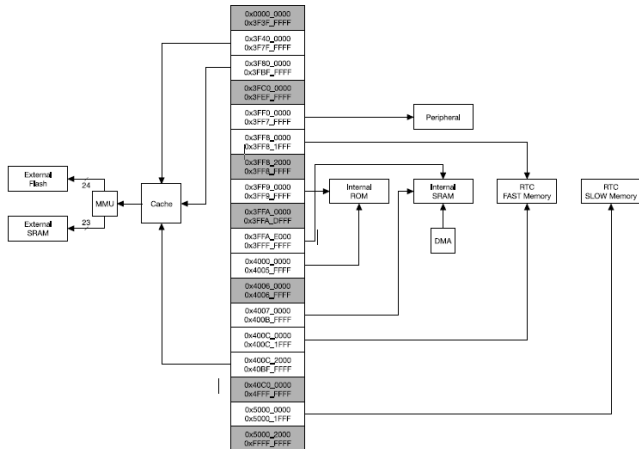 0x0000_0000
0x3F3F_FFFF
0x3F40_0000
0x3F7F_FFFF
0x3F80_0000
0x3FBF_FFFF
0x3FC0_0000
0x3FEF_FFFF
0x3FF0_0000
0x3FF7_FFFF
Peripheral
0x3FF8_0000
0x3FF8_1FFF
0x3FF8_2000
0x3FF8_FFFF
External
Flash
24
MMU
Cache
23
External
SRAM
0x3FF9_0000
0x3FF9_FFFF
Internal
ROM
Internal
SRAM
RTC
FAST Memory
RTC
SLOW Memory
0x3FFA_0000
0x3FFA_DFFF
0x3FFA_E000
0x3FFF_FFFF
DMA
0x4000_0000
0x4005_FFFF
0x4006_0000
0x4006_FFFF
0x4007_0000
0x400B_FFFF
0x400C_0000
0x400C_1FFF
0x400C_2000
0x40BF_FFFF
0x40C0_0000
0x4FFF_FFFF
0x5000_0000
0x5000_1FFF
0x5000_2000
0xFFFF_FFFF